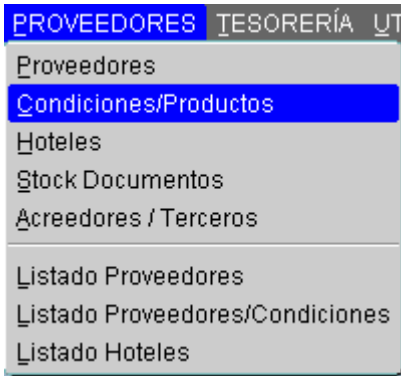 PROVEEDORES TESORERÍA UT
Proveedores
Condiciones/Productos
Hoteles
Stock Documentos
Acreedores / Terceros
Listado Proveedores
Listado Proveedores/Condiciones
Listado Hoteles